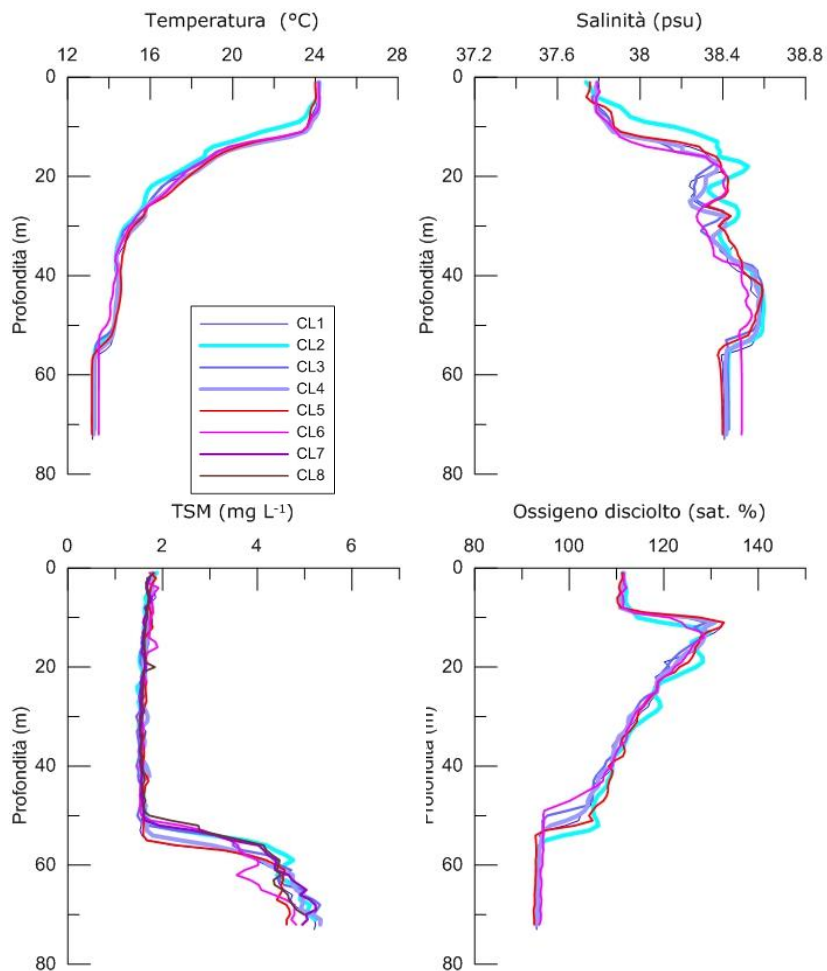 Temperatura (°C)
12 16 20 24 28
0
20
40
60
80
Profondità (m)
CL1
CL2
CL3
CL4
CL5
CL6
CL7
CL8
Salinità (psu)
37.2 37.6 38 38.4 38.8
0
20
40
60
80
Profondità (m)
TSM (mg L-1)
0 2 4 6
0
20
40
60
80
Profondità (m)
Ossigeno disciolto (sat. %)
80 100 120 140
0
20
40
60
80
Profondità (m)